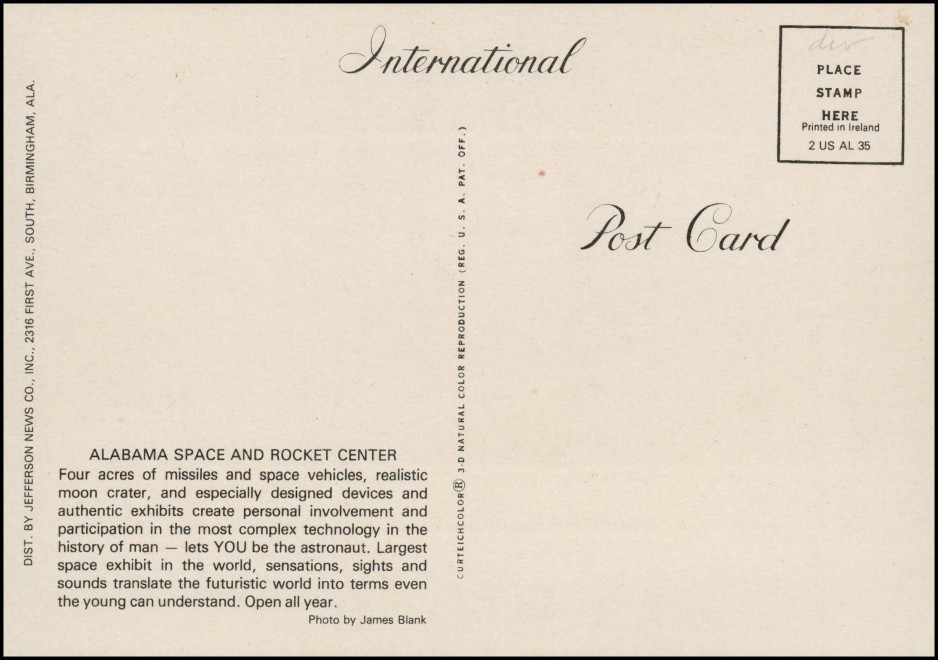 International
div
PLACE
STAMP
HERE
Printed in Ireland
2 US AL 35
Post Card
DIST. BY JEFFERSON NEWS CO., INC., 2316 FIRST AVE., SOUTH, BIRMINGHAM, ALA.
CURTEICHCOLOR® 3-D NATURAL COLOR REPRODUCTION (REG. U. S. A. PAT. OFF.)
ALABAMA SPACE AND ROCKET CENTER
Four acres of missiles and space vehicles, realistic
moon crater, and especially designed devices and
authentic exhibits create personal involvement and
participation in the most complex technology in the
history of man — lets YOU be the astronaut. Largest
space exhibit in the world, sensations, sights and
sounds translate the futuristic world into terms even
the young can understand. Open all year.
Photo by James Blank